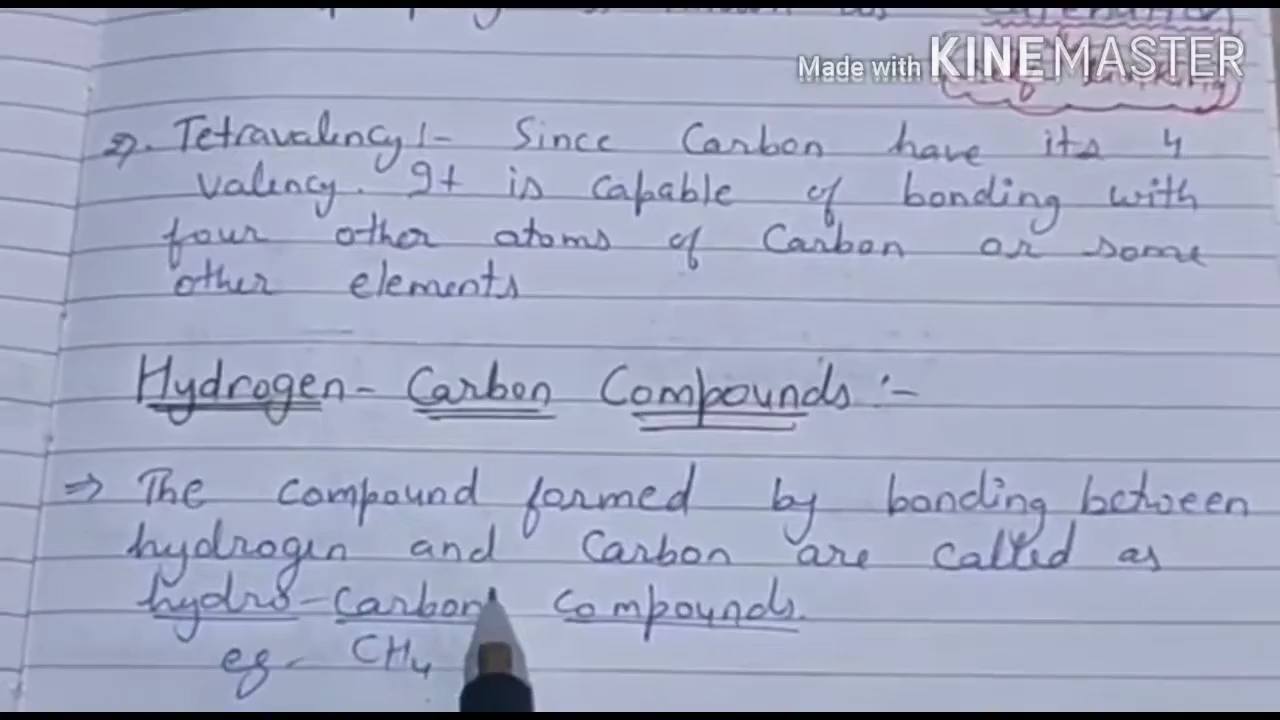 Made with KINEMASTER
⇒. Tetravalency:- Since Carbon have its 4
valency. It is capable of bonding with
four other atoms of Carbon or some
other elements
Hydrogen- Carbon Compounds :-
⇒ The compound formed by bonding between
hydrogen and Carbon are called as
hydro-Carbon Compounds.
eg- CH4